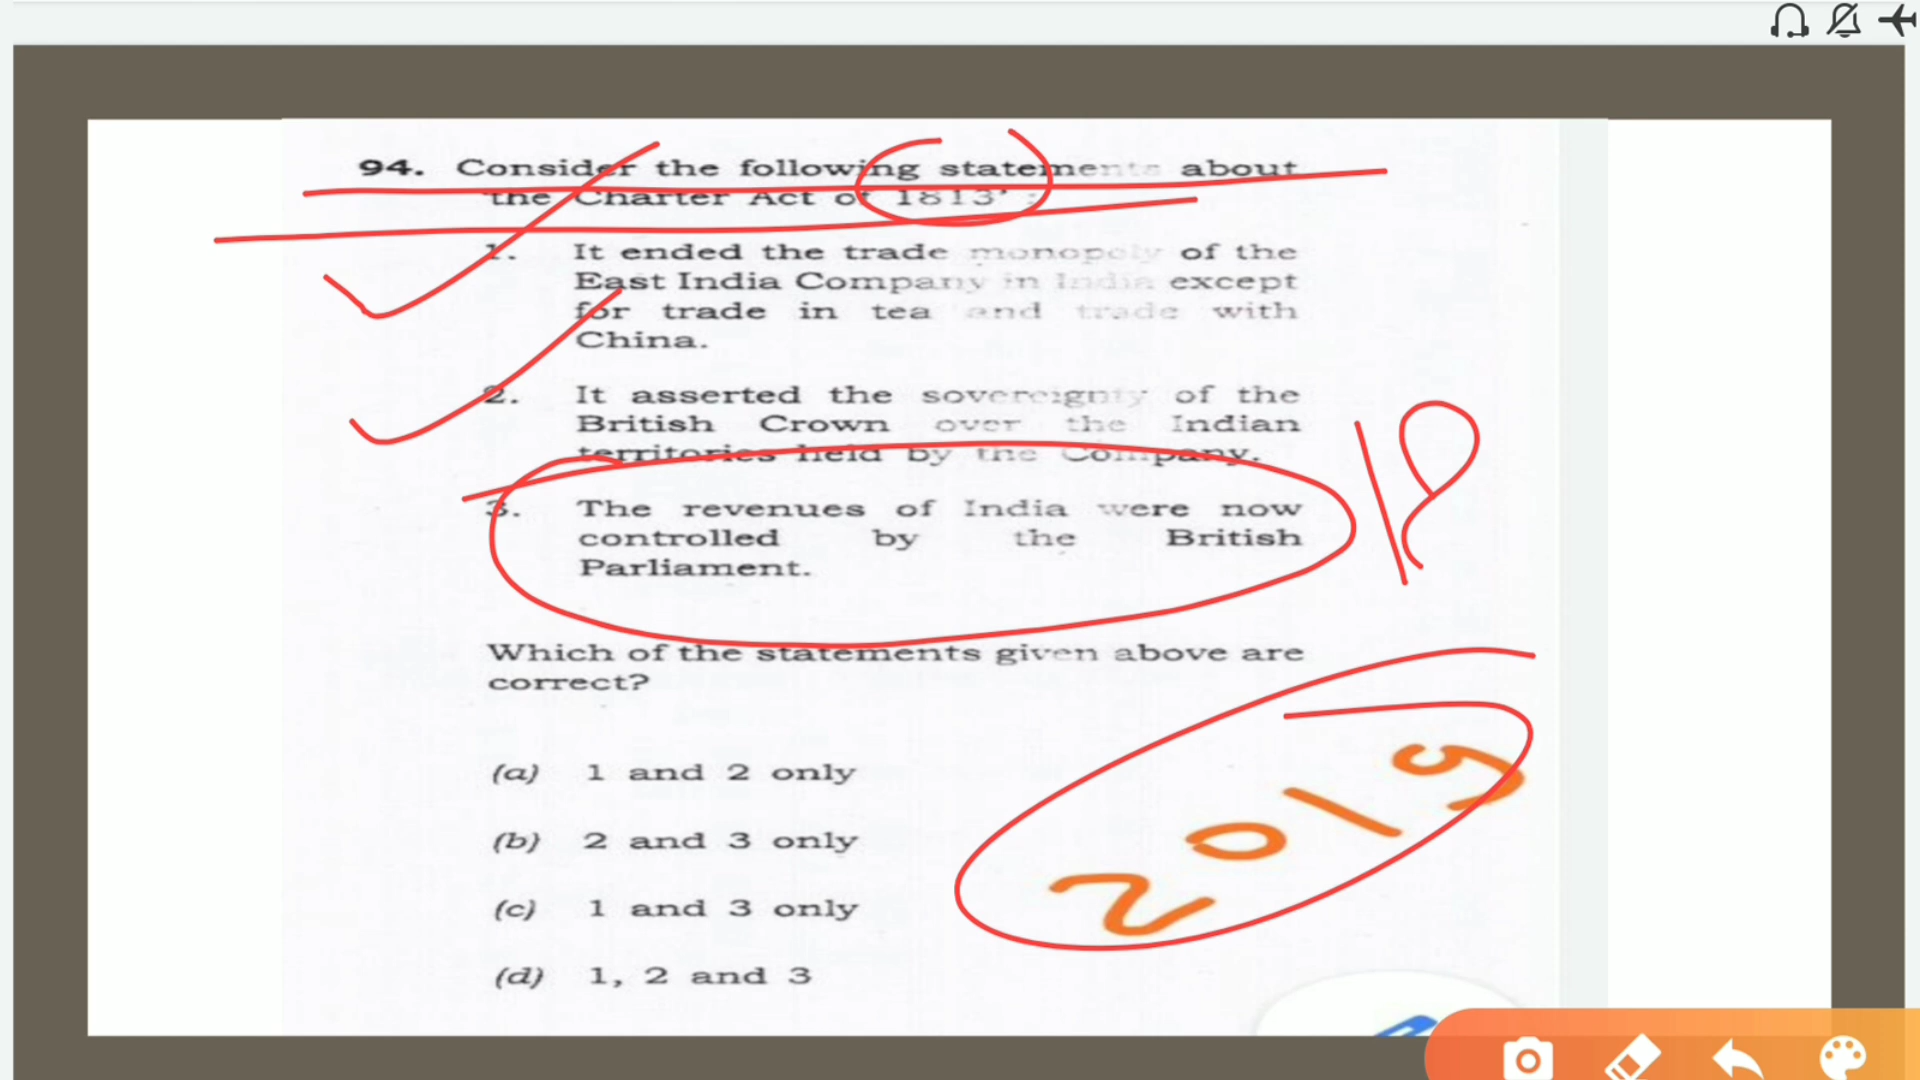 94. Consider the following statements about
'the Charter Act of 1813' :
1. It ended the trade monopoly of the
East India Company in India except
for trade in tea and trade with
China.
2. It asserted the sovereignty of the
British Crown over the Indian
territories held by the Company.
3. The revenues of India were now
controlled by the British
Parliament.
Which of the statements given above are
correct?
(a) 1 and 2 only
(b) 2 and 3 only
(c) 1 and 3 only
(d) 1, 2 and 3
2019